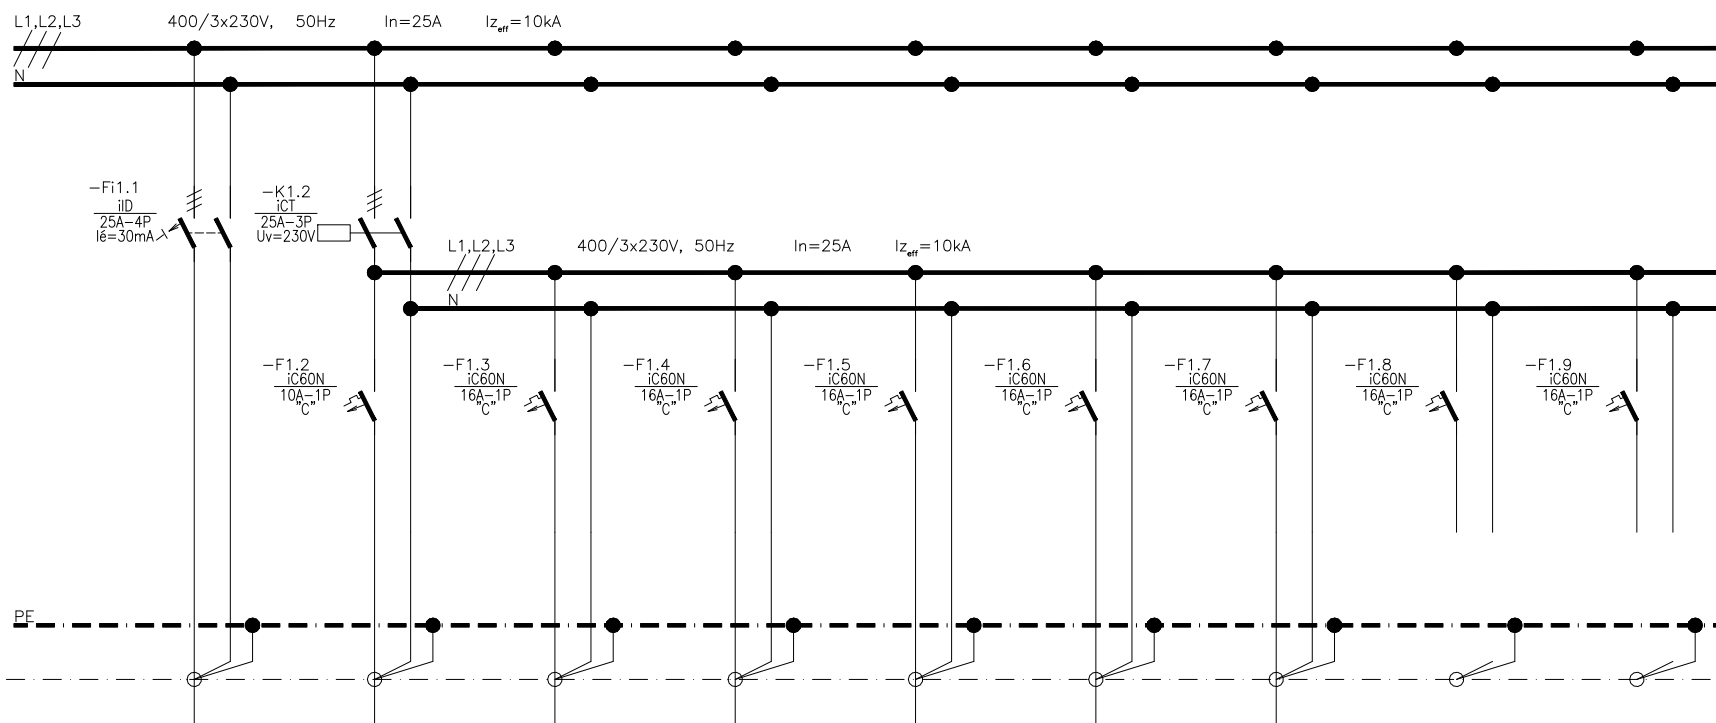 L1,L2,L3 400/3x230V, 50Hz In=25A Izeff=10kA
N
-Fi1.1
iID
25A-4P
Ié=30mA
-K1.2
iCT
25A-3P
Uv=230V
L1,L2,L3 400/3x230V, 50Hz In=25A Izeff=10kA
N
-F1.2
iC60N
10A-1P
"C"
-F1.3
iC60N
16A-1P
"C"
-F1.4
iC60N
16A-1P
"C"
-F1.5
iC60N
16A-1P
"C"
-F1.6
iC60N
16A-1P
"C"
-F1.7
iC60N
16A-1P
"C"
-F1.8
iC60N
16A-1P
"C"
-F1.9
iC60N
16A-1P
"C"
PE